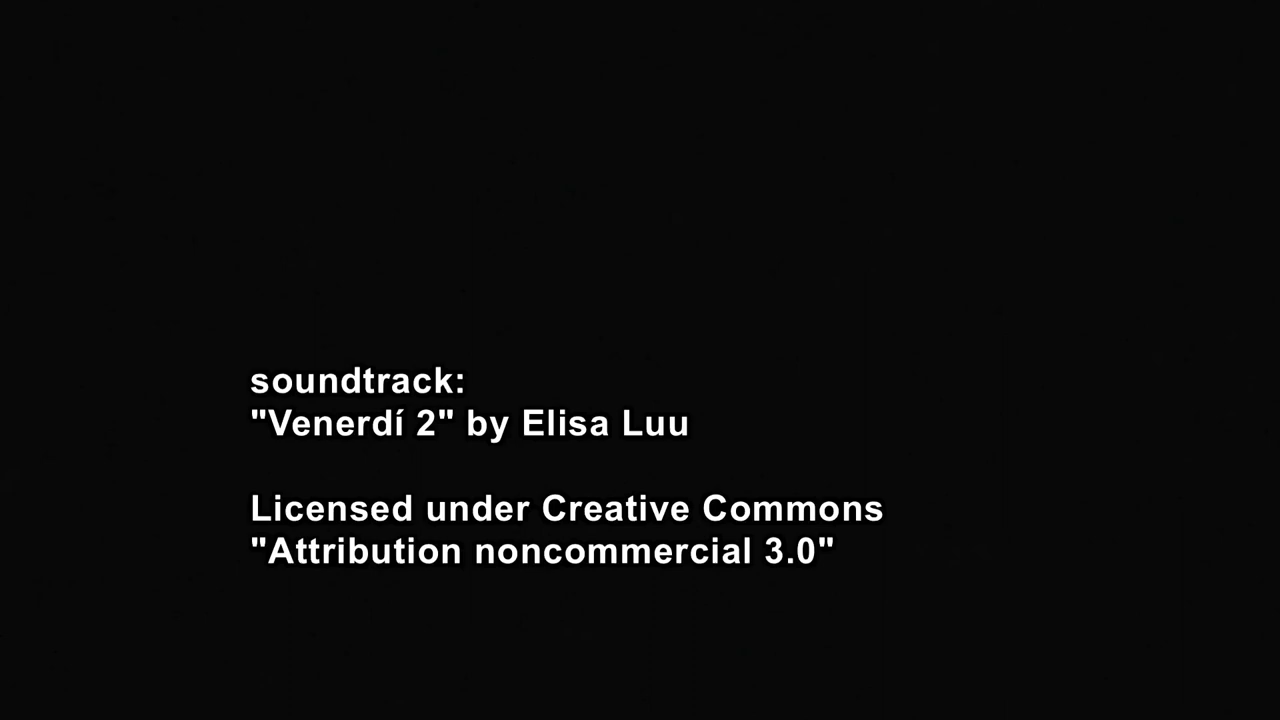 soundtrack:
"Venerdí 2" by Elisa Luu
Licensed under Creative Commons
"Attribution noncommercial 3.0"